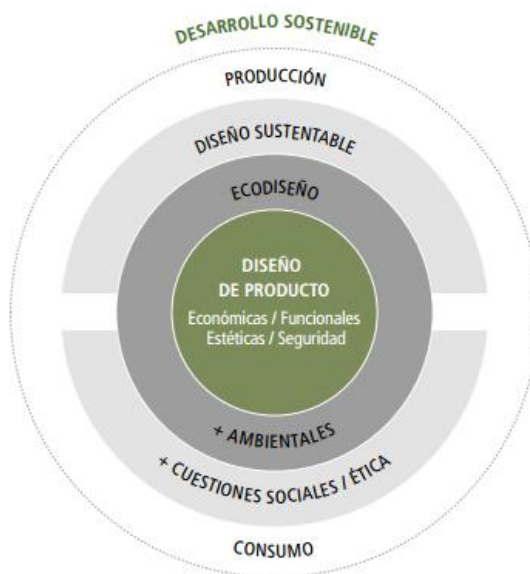 DESARROLLO SOSTENIBLE
PRODUCCIÓN
DISEÑO SUSTENTABLE
ECODISEÑO
DISEÑO
DE PRODUCTO
Económicas / Funcionales
Estéticas / Seguridad
+ AMBIENTALES
+ CUESTIONES SOCIALES / ÉTICA
CONSUMO